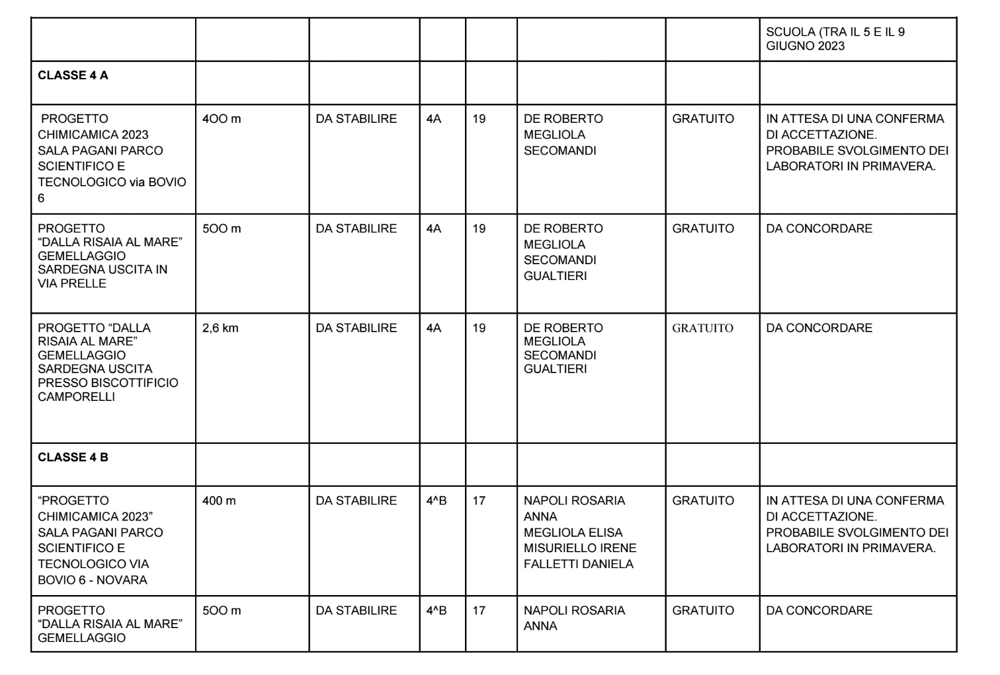 SCUOLA (TRA IL 5 E IL 9
GIUGNO 2023
CLASSE 4 A
PROGETTO
CHIMICAMICA 2023
SALA PAGANI PARCO
SCIENTIFICO E
TECNOLOGICO via BOVIO
6
4OO m
DA STABILIRE
4A
19
DE ROBERTO
MEGLIOLA
SECOMANDI
GRATUITO
IN ATTESA DI UNA CONFERMA
DI ACCETTAZIONE.
PROBABILE SVOLGIMENTO DEI
LABORATORI IN PRIMAVERA.
PROGETTO
“DALLA RISAIA AL MARE”
GEMELLAGGIO
SARDEGNA USCITA IN
VIA PRELLE
5OO m
DA STABILIRE
4A
19
DE ROBERTO
MEGLIOLA
SECOMANDI
GUALTIERI
GRATUITO
DA CONCORDARE
PROGETTO “DALLA
RISAIA AL MARE”
GEMELLAGGIO
SARDEGNA USCITA
PRESSO BISCOTTIFICIO
CAMPORELLI
2,6 km
DA STABILIRE
4A
19
DE ROBERTO
MEGLIOLA
SECOMANDI
GUALTIERI
GRATUITO
DA CONCORDARE
CLASSE 4 B
“PROGETTO
CHIMICAMICA 2023”
SALA PAGANI PARCO
SCIENTIFICO E
TECNOLOGICO VIA
BOVIO 6 - NOVARA
400 m
DA STABILIRE
4^B
17
NAPOLI ROSARIA
ANNA
MEGLIOLA ELISA
MISURIELLO IRENE
FALLETTI DANIELA
GRATUITO
IN ATTESA DI UNA CONFERMA
DI ACCETTAZIONE.
PROBABILE SVOLGIMENTO DEI
LABORATORI IN PRIMAVERA.
PROGETTO
“DALLA RISAIA AL MARE”
GEMELLAGGIO
5OO m
DA STABILIRE
4^B
17
NAPOLI ROSARIA
ANNA
GRATUITO
DA CONCORDARE